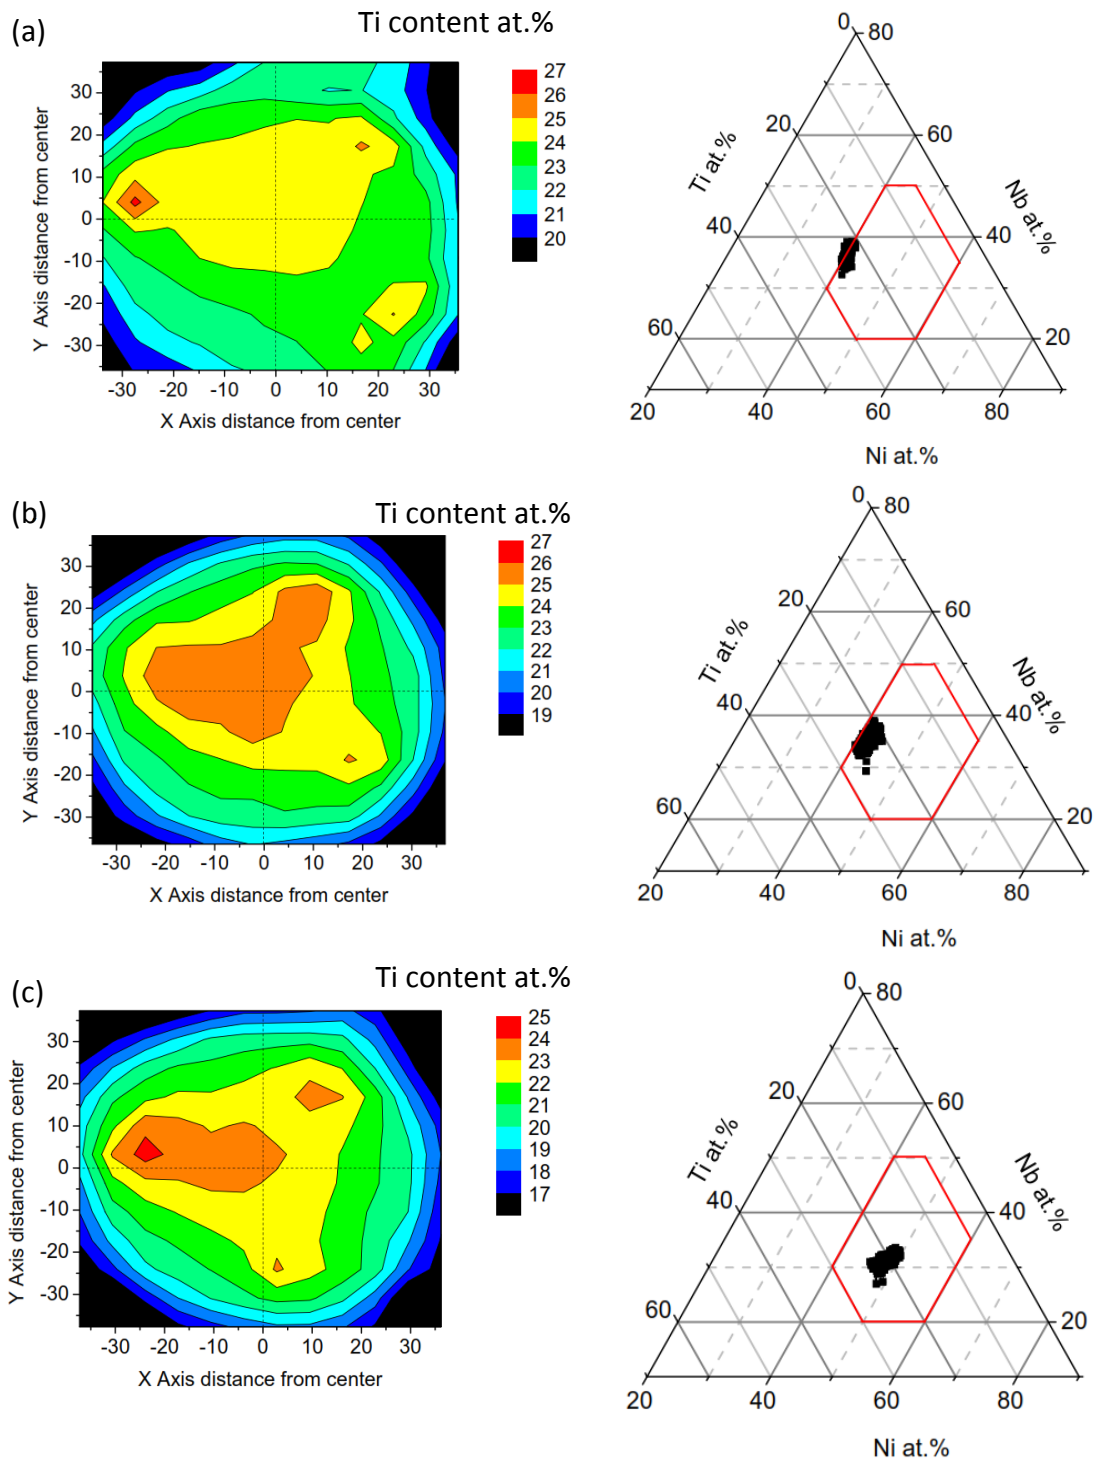 (a)
Ti content at.%
30
20
10
0
-10
-20
-30
Y Axis distance from center
-30 -20 -10 0 10 20 30
X Axis distance from center
27
26
25
24
23
22
21
20
0 80
20 60
40 40
60 20
20 40 60 80
Ti at.%
Nb at.%
Ni at.%
(b)
Ti content at.%
30
20
10
0
-10
-20
-30
Y Axis distance from center
-30 -20 -10 0 10 20 30
X Axis distance from center
27
26
25
24
23
22
21
20
19
0 80
20 60
40 40
60 20
20 40 60 80
Ti at.%
Nb at.%
Ni at.%
(c)
Ti content at.%
30
20
10
0
-10
-20
-30
Y Axis distance from center
-30 -20 -10 0 10 20 30
X Axis distance from center
25
24
23
22
21
20
19
18
17
0 80
20 60
40 40
60 20
20 40 60 80
Ti at.%
Nb at.%
Ni at.%